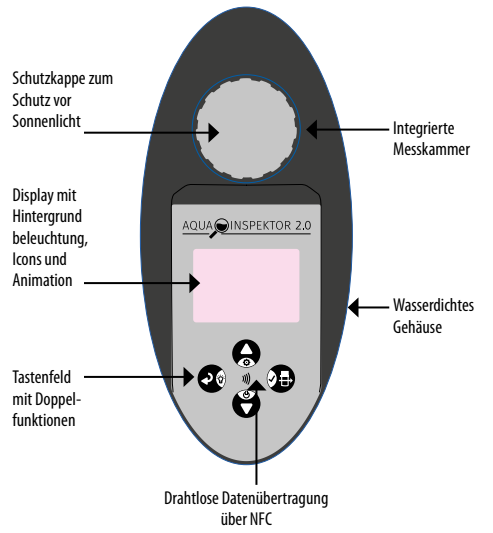 Schutzkappe zum
Schutz vor
Sonnenlicht
Integrierte
Messkammer
Display mit
Hintergrund
beleuchtung,
Icons und
Animation
AQUA INSPEKTOR 2.0
Wasserdichtes
Gehäuse
Tastenfeld
mit Doppel-
funktionen
Drahtlose Datenübertragung
über NFC